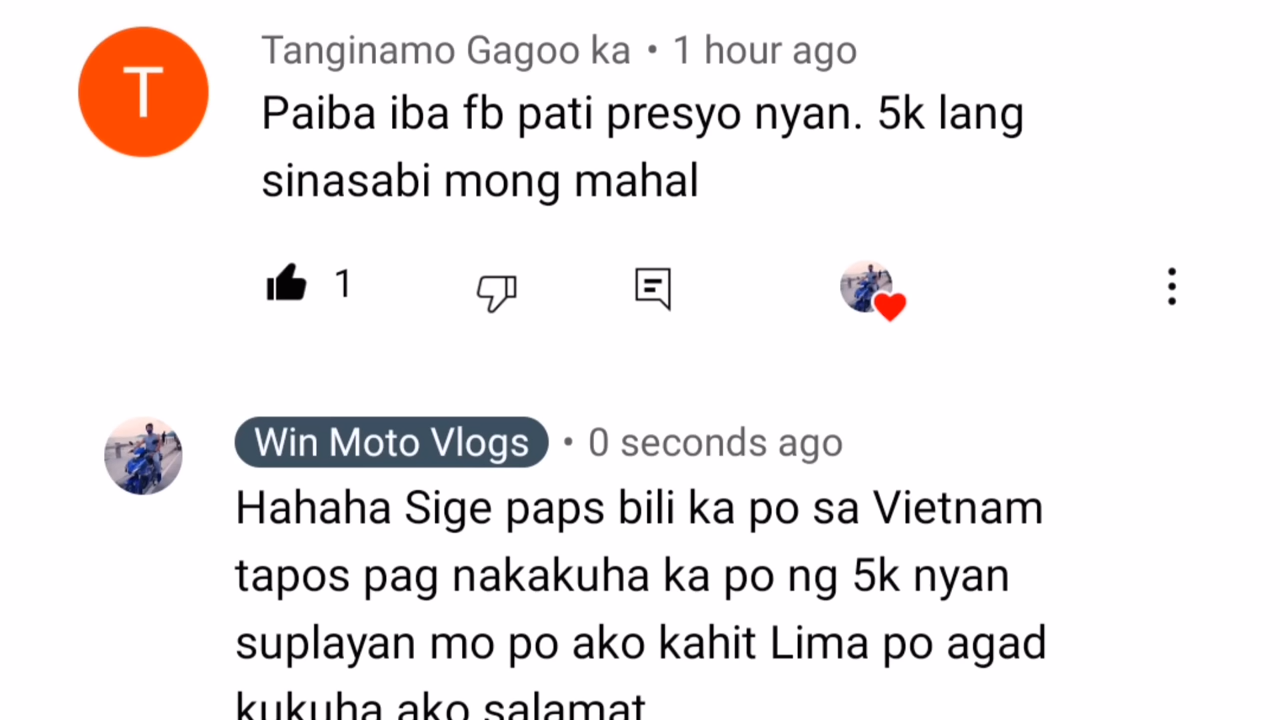 T
Tanginamo Gagoo ka • 1 hour ago
Paiba iba fb pati presyo nyan. 5k lang
sinasabi mong mahal
1
Win Moto Vlogs • 0 seconds ago
Hahaha Sige paps bili ka po sa Vietnam
tapos pag nakakuha ka po ng 5k nyan
suplayan mo po ako kahit Lima po agad
kukuha ako salamat